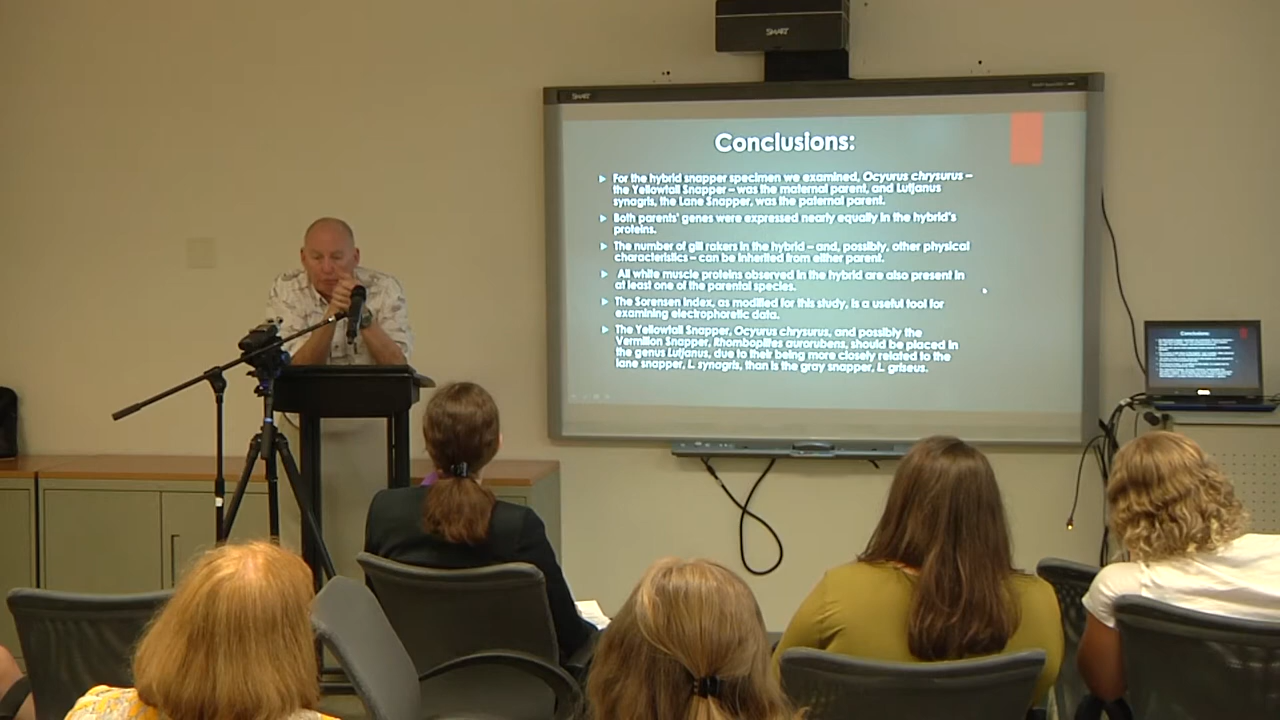 SMART
SMART
Conclusions:
For the hybrid snapper specimen we examined, Ocyurus chrysurus –
the Yellowtail Snapper – was the maternal parent, and Lutjanus
synagris, the Lane Snapper, was the paternal parent.
Both parents' genes were expressed nearly equally in the hybrid's
proteins.
The number of gill rakers in the hybrid – and, possibly, other physical
characteristics – can be inherited from either parent.
All white muscle proteins observed in the hybrid are also present in
at least one of the parental species.
The Sorensen Index, as modified for this study, is a useful tool for
examining electrophoretic data.
The Yellowtail Snapper, Ocyurus chrysurus, and possibly the
Vermilion Snapper, Rhomboplites aurorubens, should be placed in
the genus Lutjanus, due to their being more closely related to the
lane snapper, L. synagris, than is the gray snapper, L. griseus.
Conclusions: